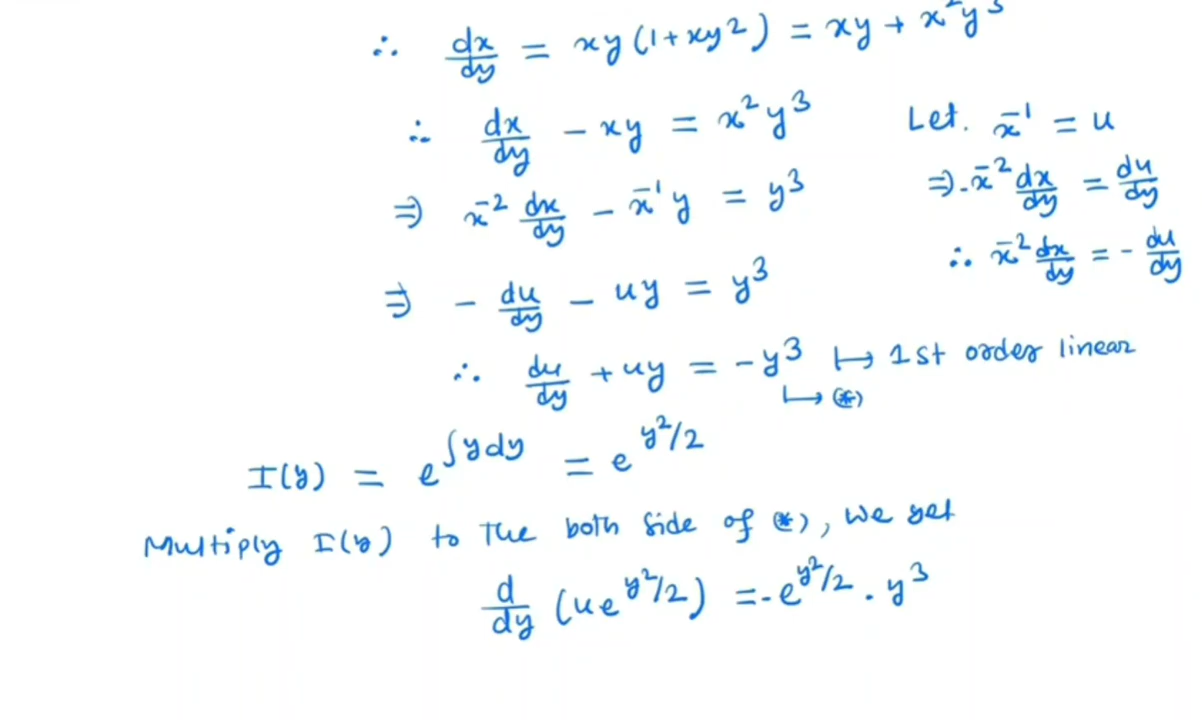 ∴ dx/dy = xy(1+xy²) = xy + x²y³
∴ dx/dy − xy = x²y³
Let. x⁻¹ = u
⇒ x⁻² dx/dy − x⁻¹y = y³
⇒ -x⁻² dx/dy = du/dy
⇒ − du/dy − uy = y³
∴ x⁻² dx/dy = − du/dy
∴ du/dy + uy = −y³ ↦ 1st order linear
↦ (*)
I(y) = e^∫ydy = e^y²/2
Multiply I(y) to the both side of (*), we get
d/dy (ue^y²/2) = -e^y²/2 . y³